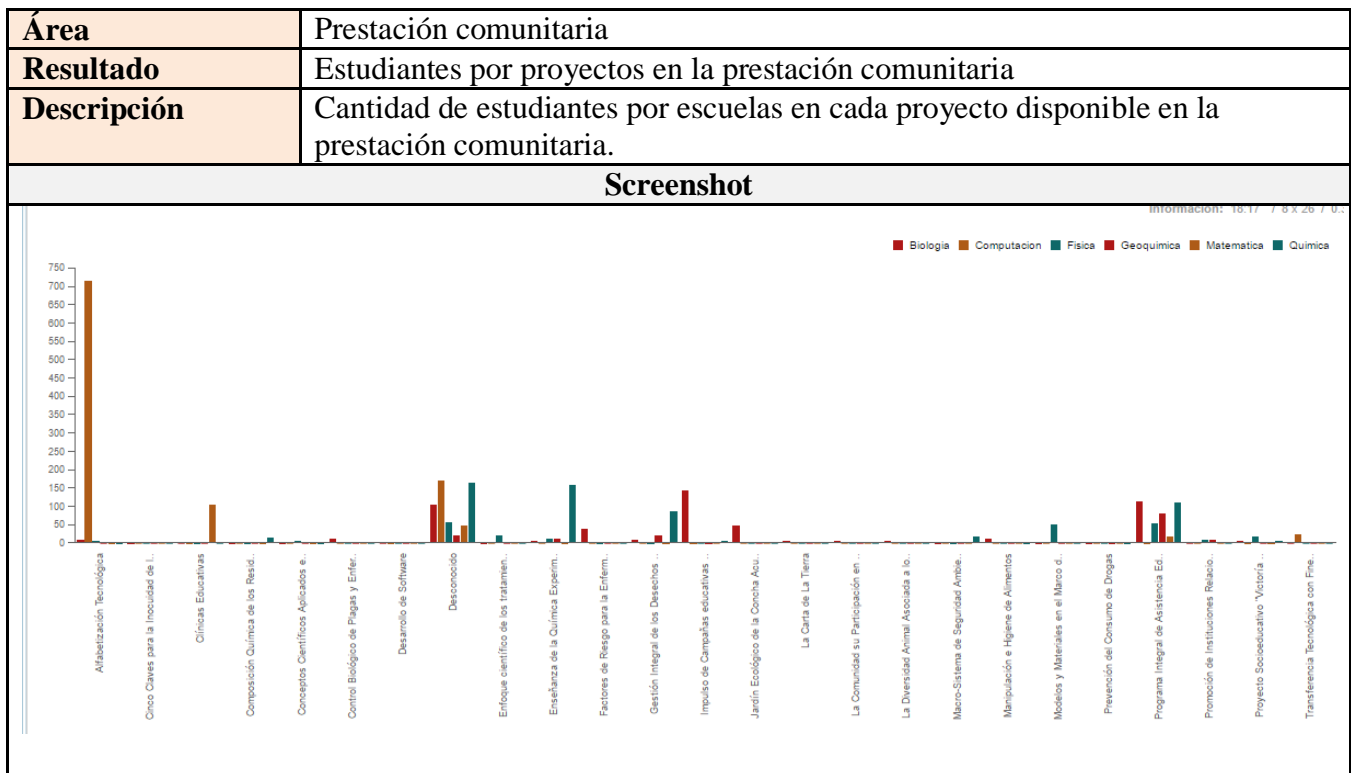 Área Prestación comunitaria
Resultado Estudiantes por proyectos en la prestación comunitaria
Descripción Cantidad de estudiantes por escuelas en cada proyecto disponible en la
prestación comunitaria.
Screenshot
Información: 18:17 / 8 x 26 / 0..
Biologia Computacion Fisica Geoquimica Matematica Quimica
750
700
650
600
550
500
450
400
350
300
250
200
150
100
50
0
Alfabetización Tecnológica
Cinco Claves para la Inocuidad de l..
Clínicas Educativas
Composición Química de los Resid..
Conceptos Científicos Aplicados e..
Control Biológico de Plagas y Enfer..
Desarrollo de Software
Desconocido
Enfoque científico de los tratamien..
Enseñanza de la Química Experim..
Factores de Riesgo para la Enferm..
Gestión Integral de los Desechos ..
Impulso de Campañas educativas ..
Jardín Ecológico de la Concha Acu..
La Carta de La Tierra
La Comunidad su Participación en ..
La Diversidad Animal Asociada a lo..
Macro-Sistema de Seguridad Ambie..
Manipulación e Higiene de Alimentos
Modelos y Materiales en el Marco d..
Prevención del Consumo de Drogas
Programa Integral de Asistencia Ed..
Promoción de Instituciones Relacio..
Proyecto Socioeducativo "Victoria ..
Transferencia Tecnológica con Fine..